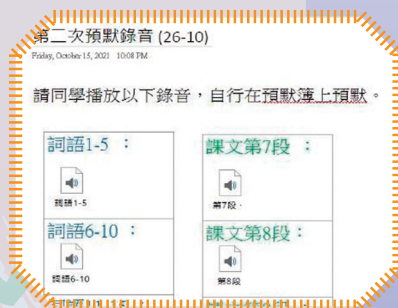 第二次預默錄音 (26-10)
Friday, October 15, 2021 10:08 PM
請同學播放以下錄音，自行在預默簿上預默。
詞語1-5 ：
課文第7段 ：
詞語1-5
第7段
詞語6-10 ：
課文第8段：
詞語6-10
第8段